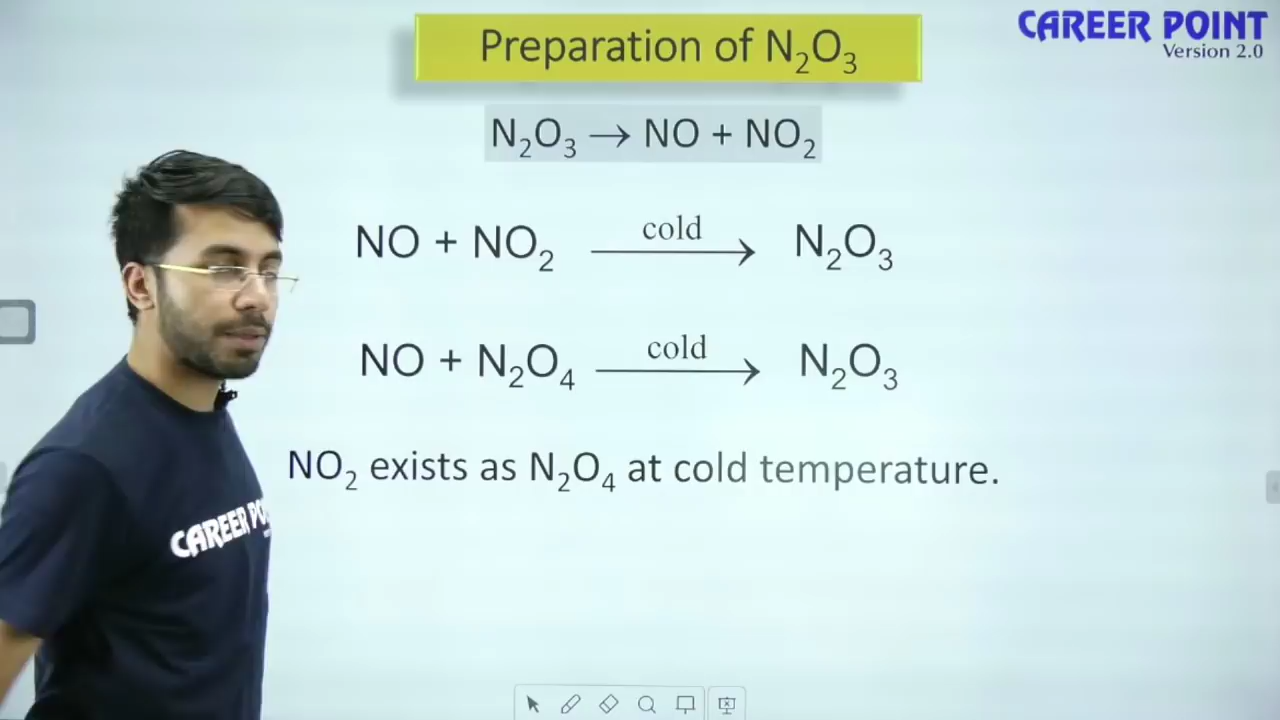 CAREER POINT
Version 2.0
Preparation of N₂O₃
N₂O₃ → NO + NO₂
NO + NO₂ cold → N₂O₃
NO + N₂O₄ cold → N₂O₃
NO₂ exists as N₂O₄ at cold temperature.
CAREER PO